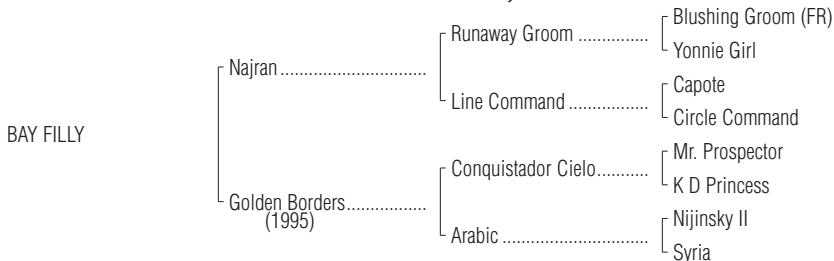 Blushing Groom (FR)
Runaway Groom ...............
Yonnie Girl
Najran ...............................
Capote
Line Command .................
Circle Command
BAY FILLY
Mr. Prospector
Conquistador Cielo...........
K D Princess
Golden Borders.................
(1995)
Nijinsky II
Arabic ...............................
Syria